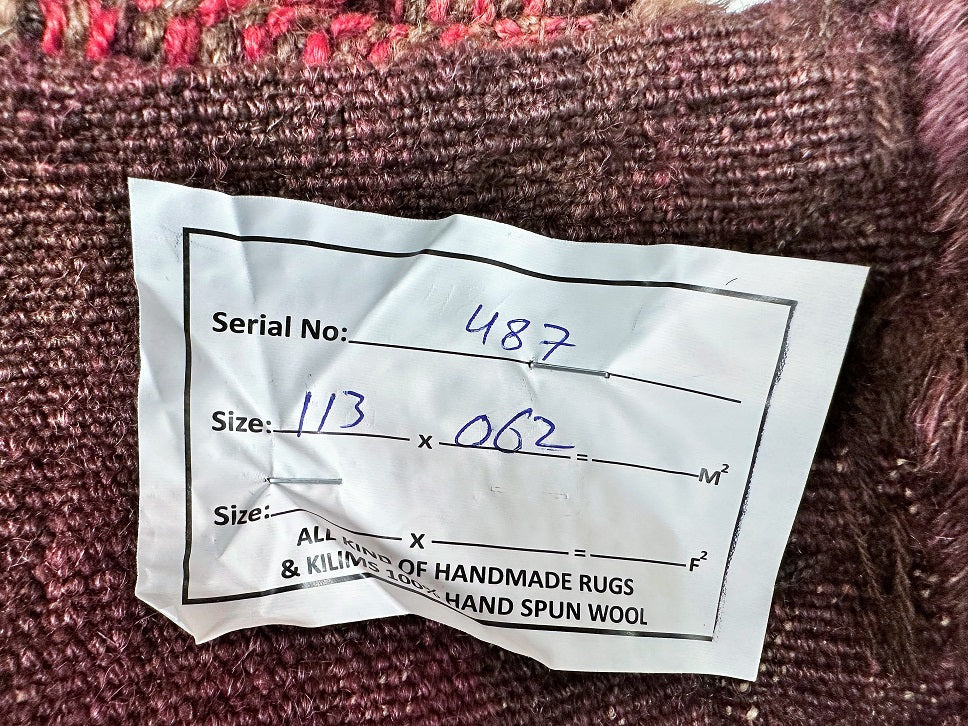 Serial No: 487
Size: 113 x 062 = M²
Size: x = F²
ALL KIND OF HANDMADE RUGS
& KILIMS 100% HAND SPUN WOOL